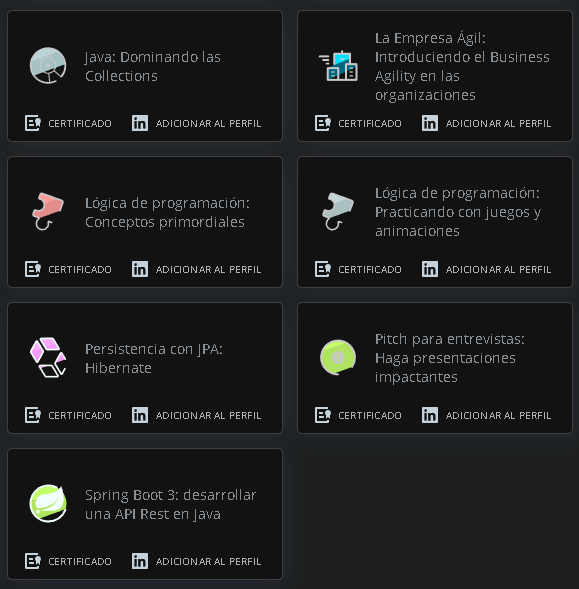 Java: Dominando las
Collections
CERTIFICADO
ADICIONAR AL PERFIL
La Empresa Ágil:
Introduciendo el Business
Agility en las
organizaciones
CERTIFICADO
ADICIONAR AL PERFIL
Lógica de programación:
Conceptos primordiales
CERTIFICADO
ADICIONAR AL PERFIL
Lógica de programación:
Practicando con juegos y
animaciones
CERTIFICADO
ADICIONAR AL PERFIL
Persistencia con JPA:
Hibernate
CERTIFICADO
ADICIONAR AL PERFIL
Pitch para entrevistas:
Haga presentaciones
impactantes
CERTIFICADO
ADICIONAR AL PERFIL
Spring Boot 3: desarrollar
una API Rest en Java
CERTIFICADO
ADICIONAR AL PERFIL